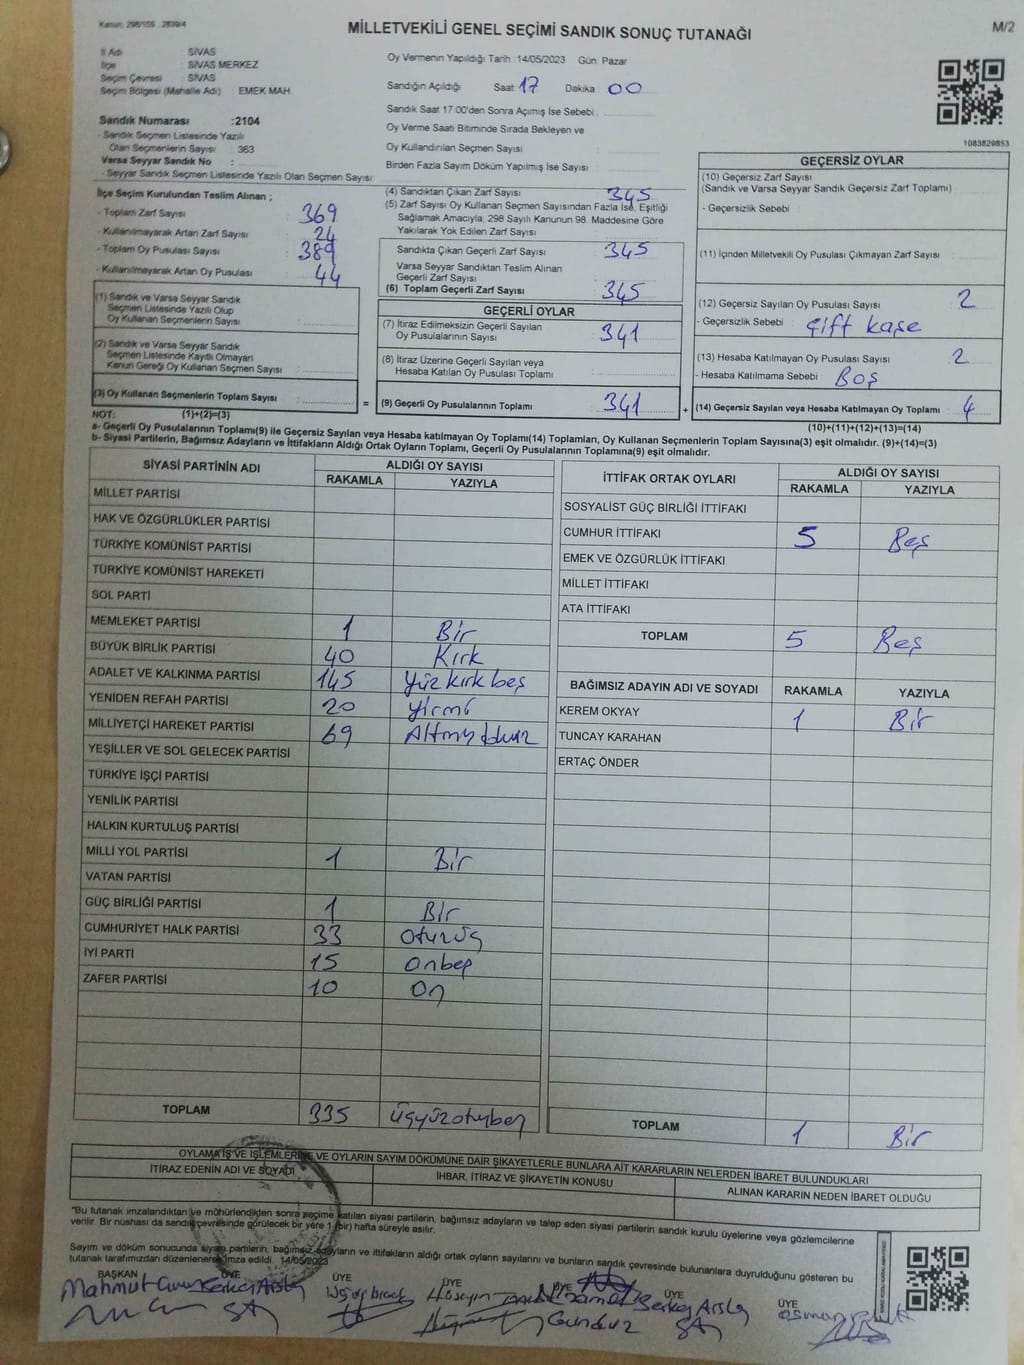 Kanun: 298/155 , 2839/4
MİLLETVEKİLİ GENEL SEÇİMİ SANDIK SONUÇ TUTANAĞI
M/2
İl Adı : SİVAS
İlçe : SİVAS MERKEZ
Seçim Çevresi : SİVAS
Seçim Bölgesi (Mahalle Adı) : EMEK MAH.
Oy Vermenin Yapıldığı Tarih: 14/05/2023 Gün: Pazar
Sandığın Açıldığı Saat: 17 Dakika : 00
Sandık Saat 17:00'den Sonra Açımış İse Sebebi :
Oy Verme Saati Bitiminde Sırada Bekleyen ve
Oy Kullandırılan Seçmen Sayısı :
Birden Fazla Sayım Döküm Yapılmış İse Sayısı :
1083829853
Sandık Numarası :2104
- Sandık Seçmen Listesinde Yazılı
Olan Seçmenlerin Sayısı : 363
Varsa Seyyar Sandık No :
- Seyyar Sandık Seçmen Listesinde Yazılı Olan Seçmen Sayısı:
İlçe Seçim Kurulundan Teslim Alınan ;
- Toplam Zarf Sayısı : 369
- Kullanılmayarak Artan Zarf Sayısı : 24
- Toplam Oy Pusulası Sayısı : 389
- Kullanılmayarak Artan Oy Pusulası : 44
(1) Sandık ve Varsa Seyyar Sandık
Seçmen Listesinde Yazılı Olup
Oy Kullanan Seçmenlerin Sayısı :
(2) Sandık ve Varsa Seyyar Sandık
Seçmen Listesinde Kayıtlı Olmayan
Kanun Gereği Oy Kullanan Seçmen Sayısı :
(3) Oy Kullanan Seçmenlerin Toplam Sayısı :
(1)+(2)=(3)
=
(4) Sandıktan Çıkan Zarf Sayısı : 345
(5) Zarf Sayısı Oy Kullanan Seçmen Sayısından Fazla İse, Eşitliği
Sağlamak Amacıyla, 298 Sayılı Kanunun 98. Maddesine Göre
Yakılarak Yok Edilen Zarf Sayısı :
Sandıkta Çıkan Geçerli Zarf Sayısı : 345
Varsa Seyyar Sandıktan Teslim Alınan
Geçerli Zarf Sayısı :
(6) Toplam Geçerli Zarf Sayısı : 345
GEÇERLİ OYLAR
(7) İtiraz Edilmeksizin Geçerli Sayılan
Oy Pusulalarının Sayısı : 341
(8) İtiraz Üzerine Geçerli Sayılan veya
Hesaba Katılan Oy Pusulası Toplamı :
(9) Geçerli Oy Pusulalarının Toplamı : 341
+
GEÇERSİZ OYLAR
(10) Geçersiz Zarf Sayısı
(Sandık ve Varsa Seyyar Sandık Geçersiz Zarf Toplamı)
- Geçersizlik Sebebi :
(11) İçinden Milletvekili Oy Pusulası Çıkmayan Zarf Sayısı :
(12) Geçersiz Sayılan Oy Pusulası Sayısı : 2
- Geçersizlik Sebebi : Çift kaşe
(13) Hesaba Katılmayan Oy Pusulası Sayısı : 2
- Hesaba Katılmama Sebebi : BOŞ
(14) Geçersiz Sayılan veya Hesaba Katılmayan Oy Toplamı : 4
(10)+(11)+(12)+(13)=(14)
NOT:
a- Geçerli Oy Pusulalarının Toplamı(9) ile Geçersiz Sayılan veya Hesaba katılmayan Oy Toplamı(14) Toplamları, Oy Kullanan Seçmenlerin Toplam Sayısına(3) eşit olmalıdır. (9)+(14)=(3)
b- Siyasi Partilerin, Bağımsız Adayların ve İttifakların Aldığı Ortak Oyların Toplamı, Geçerli Oy Pusulalarının Toplamına(9) eşit olmalıdır.
SİYASİ PARTİNİN ADI ALDIĞI OY SAYISI
RAKAMLA YAZIYLA
MİLLET PARTİSİ
HAK VE ÖZGÜRLÜKLER PARTİSİ
TÜRKİYE KOMÜNİST PARTİSİ
TÜRKİYE KOMÜNİST HAREKETİ
SOL PARTİ
MEMLEKET PARTİSİ 1 Bir
BÜYÜK BİRLİK PARTİSİ 40 Kırk
ADALET VE KALKINMA PARTİSİ 145 Yüz kırk beş
YENİDEN REFAH PARTİSİ 20 yirmi
MİLLİYETÇİ HAREKET PARTİSİ 69
YEŞİLLER VE SOL GELECEK PARTİSİ
TÜRKİYE İŞÇİ PARTİSİ
YENİLİK PARTİSİ
HALKIN KURTULUŞ PARTİSİ
MİLLİ YOL PARTİSİ 1 Bir
VATAN PARTİSİ
GÜÇ BİRLİĞİ PARTİSİ 1 Bir
CUMHURİYET HALK PARTİSİ 33 otuzüç
İYİ PARTİ 15 onbeş
ZAFER PARTİSİ 10 On
TOPLAM 335 üçyüzotuzbeş
İTTİFAK ORTAK OYLARI ALDIĞI OY SAYISI
RAKAMLA YAZIYLA
SOSYALİST GÜÇ BİRLİĞİ İTTİFAKI
CUMHUR İTTİFAKI 5 Beş
EMEK VE ÖZGÜRLÜK İTTİFAKI
MİLLET İTTİFAKI
ATA İTTİFAKI
TOPLAM 5 Beş
BAĞIMSIZ ADAYIN ADI VE SOYADI RAKAMLA YAZIYLA
KEREM OKYAY 1 Bir
TUNCAY KARAHAN
ERTAÇ ÖNDER
TOPLAM 1 Bir
OYLAMA İŞ VE İŞLEMLERİNE VE OYLARIN SAYIM DÖKÜMÜNE DAİR ŞİKAYETLERLE BUNLARA AİT KARARLARIN NELERDEN İBARET BULUNDUKLARI
İTİRAZ EDENİN ADI VE SOYADI İHBAR, İTİRAZ VE ŞİKAYETİN KONUSU ALINAN KARARIN NEDEN İBARET OLDUĞU
"Bu tutanak imzalandıktan ve mühürlendikten sonra seçime katılan siyasi partilerin, bağımsız adayların ve talep eden siyasi partilerin sandık kurulu üyelerine veya gözlemcilerine
verilir. Bir nüshası da sandık çevresinde görülecek bir yere 1 (bir) hafta süreyle asılır.
Sayım ve döküm sonucunda siyasi partilerin, bağımsız adayların ve ittifakların aldığı ortak oyların sayılarını ve bunların sandık çevresinde bulunanlara duyrulduğunu gösteren bu
tutanak tarafımızdan düzenlenerek imza edildi. 14/05/2023
BAŞKAN ÜYE ÜYE ÜYE ÜYE ÜYE ÜYE
Mahmut Serkay Arslan Hüseyin Serkay Arslan osman
Gündüz